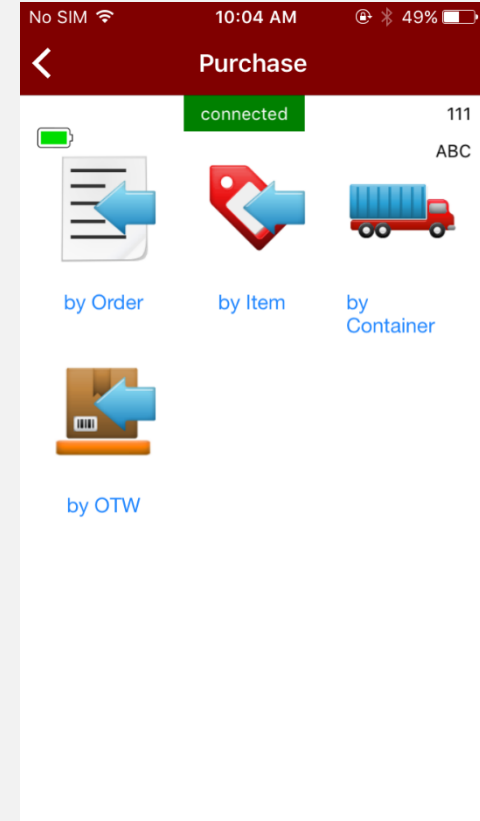 No SIM 10:04 AM 49%
Purchase
connected 111
ABC
by Order by Item by
Container
by OTW